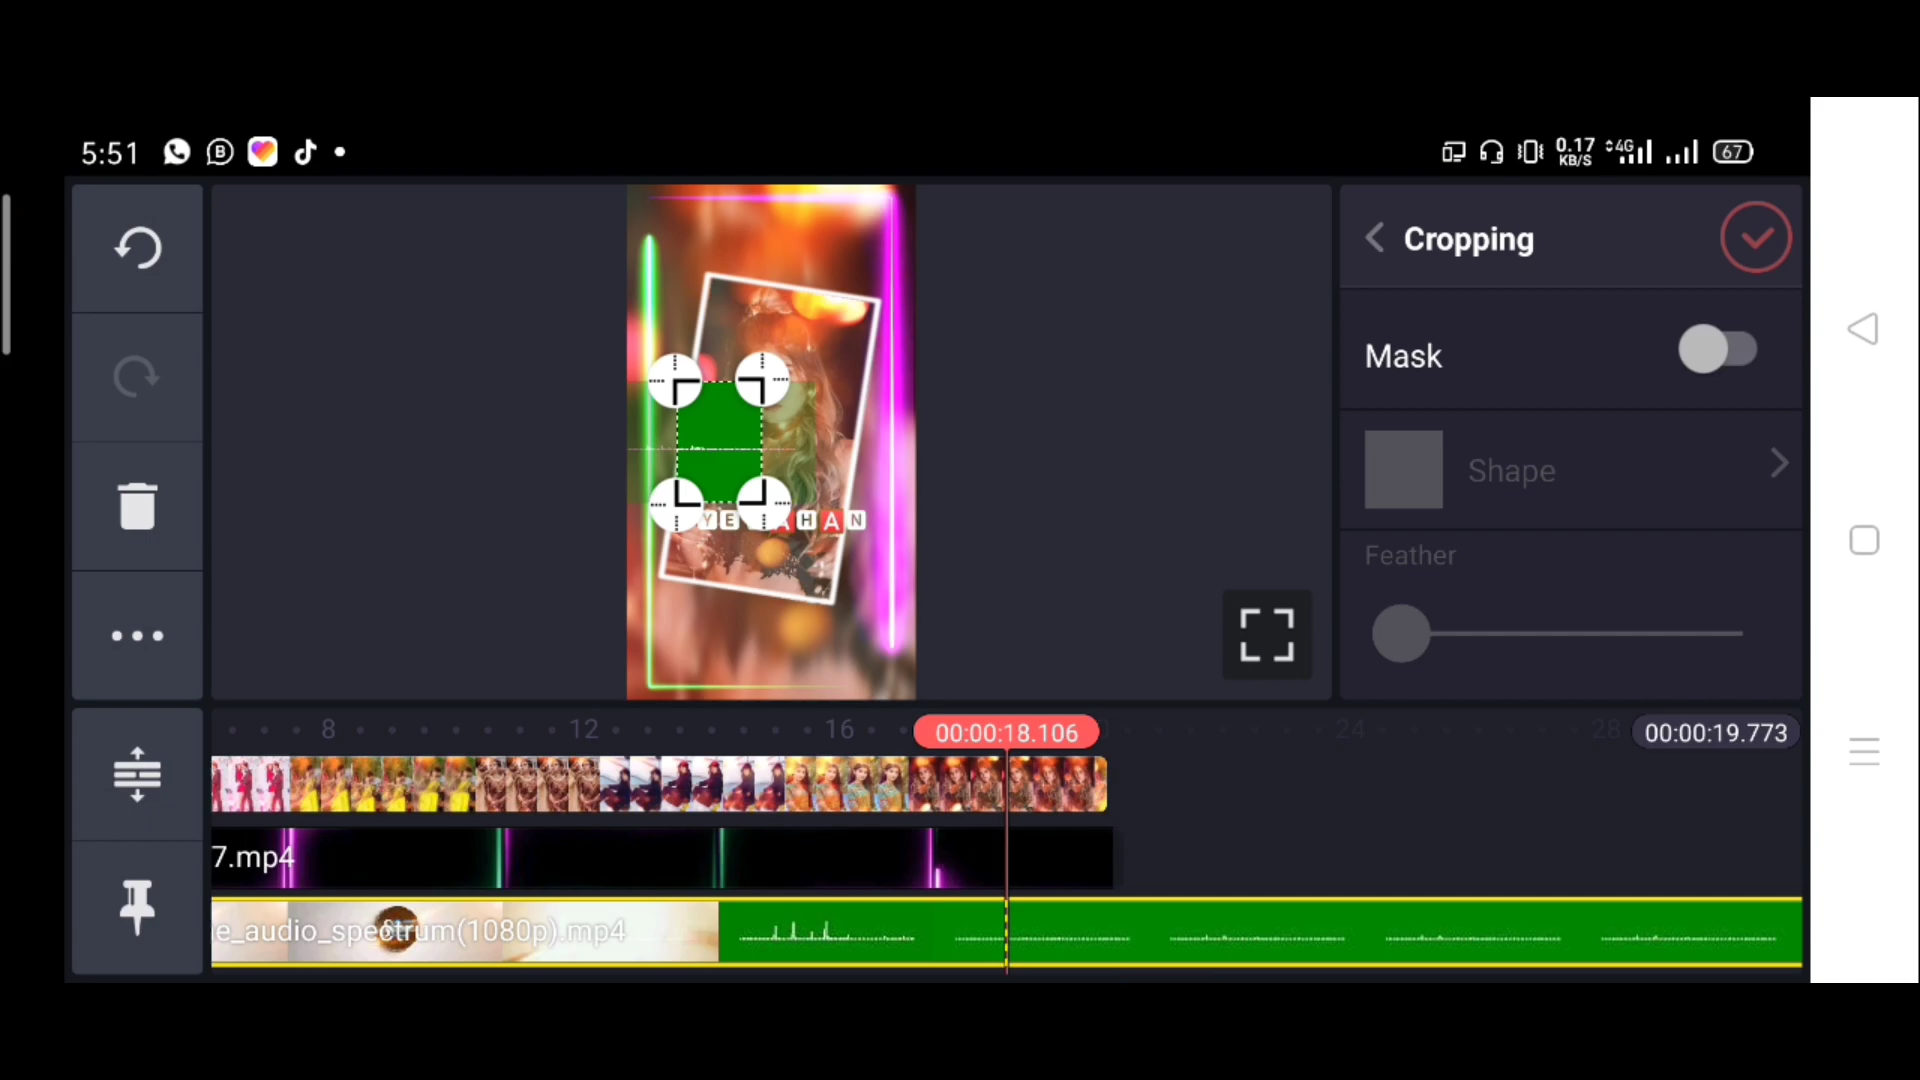 5:51
0.17 KB/S 4G 67
Cropping
Mask
Shape
Feather
YE AHAN
8 12 16 00:00:18.106 24 28 00:00:19.773
7.mp4
e_audio_spectrum(1080p).mp4